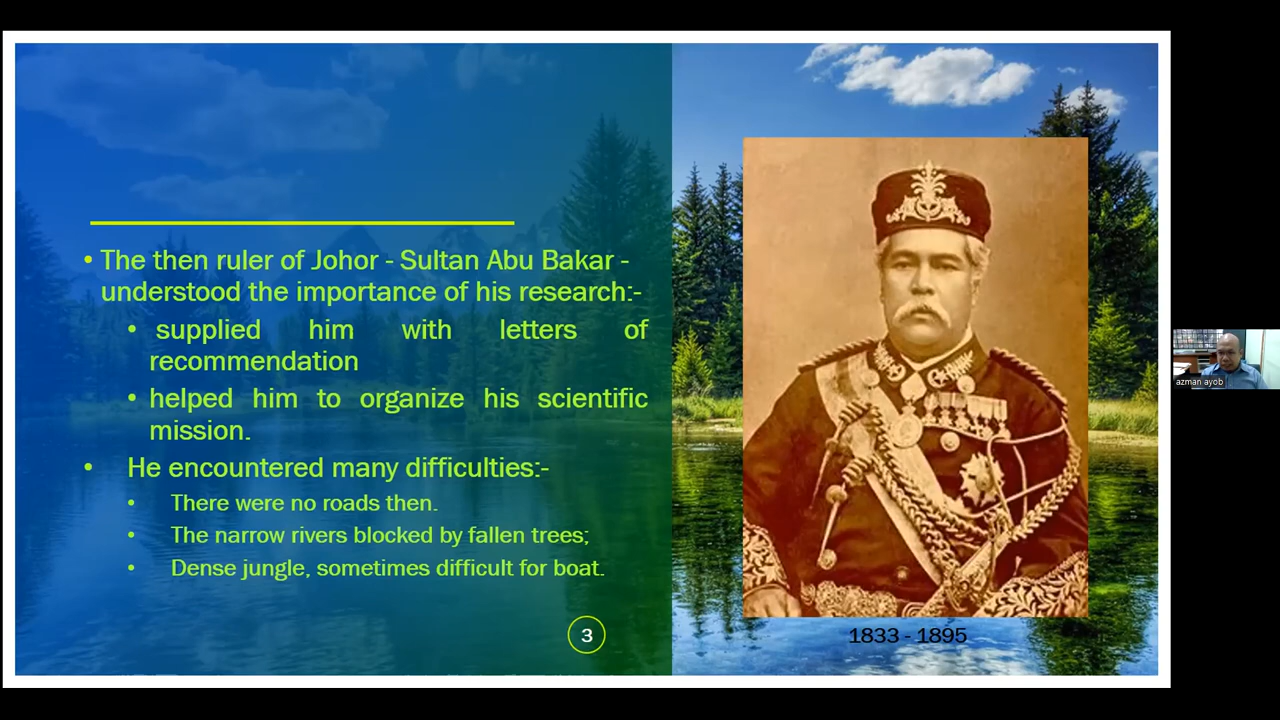 • The then ruler of Johor - Sultan Abu Bakar -
understood the importance of his research:-
• supplied him with letters of
recommendation
• helped him to organize his scientific
mission.
• He encountered many difficulties:-
• There were no roads then.
• The narrow rivers blocked by fallen trees;
• Dense jungle, sometimes difficult for boat.
3
1833 - 1895
azman ayob